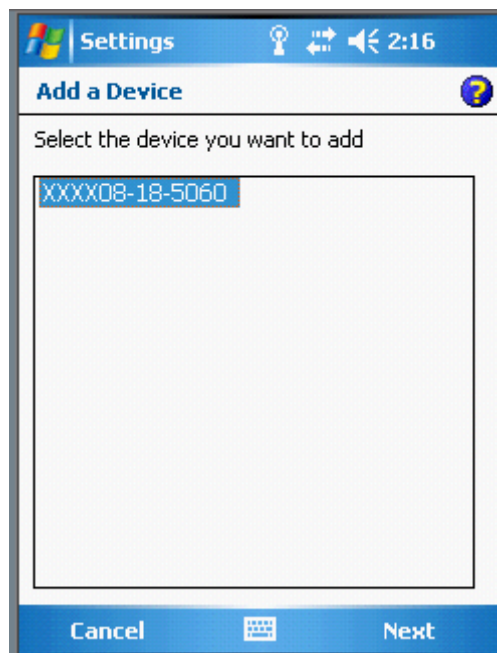 Settings 2:16
Add a Device
Select the device you want to add
XXXX08-18-5060
Cancel Next